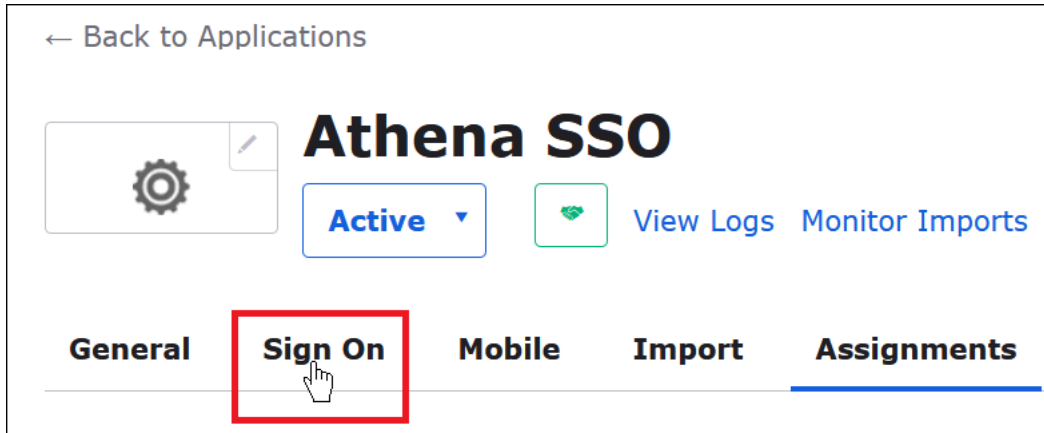 ← Back to Applications
Athena SSO
Active ▼ View Logs Monitor Imports
General Sign On Mobile Import Assignments